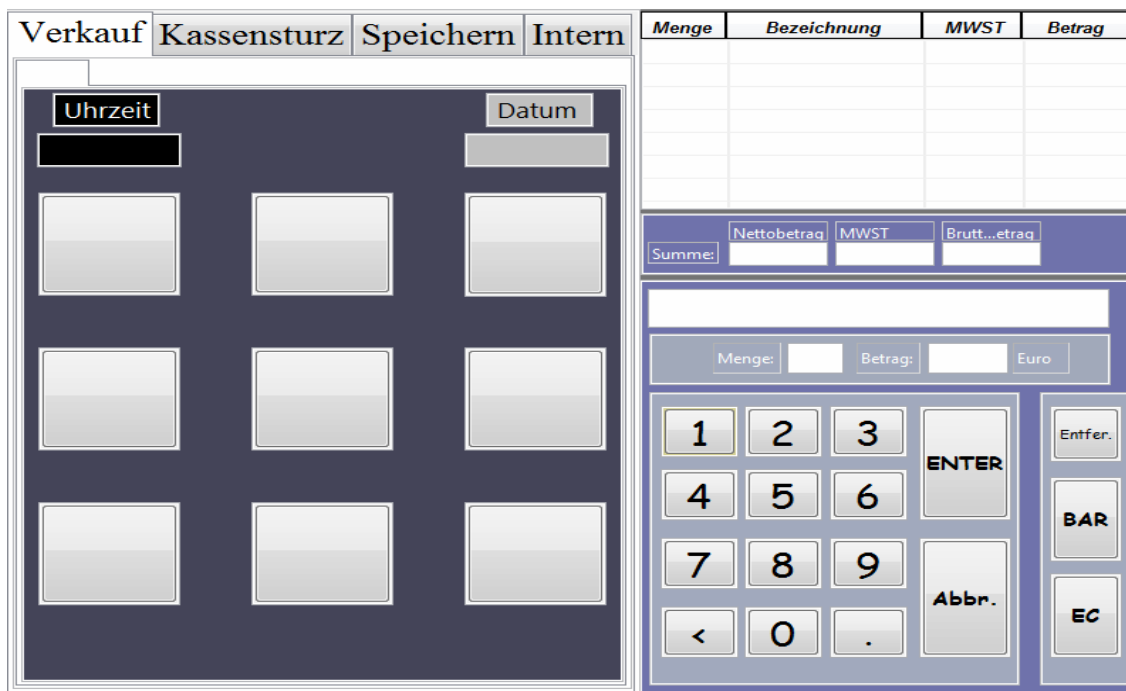 Verkauf Kassensturz Speichern Intern
Uhrzeit Datum
Menge Bezeichnung MWST Betrag
Nettobetrag MWST Brutt...etrag
Summe:
Menge: Betrag: Euro
1 2 3 ENTER
4 5 6
7 8 9 Abbr.
< 0 .
Entfer.
BAR
EC